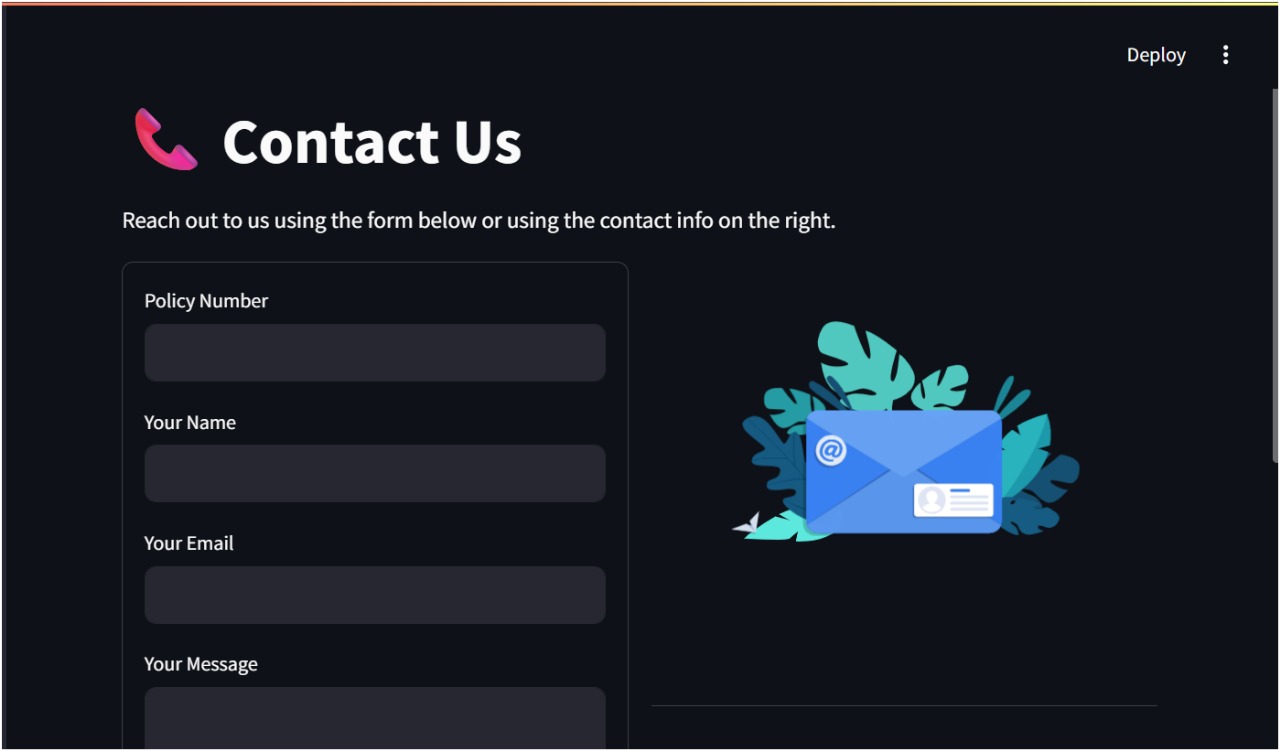 Deploy
Contact Us
Reach out to us using the form below or using the contact info on the right.
Policy Number
Your Name
Your Email
Your Message
@